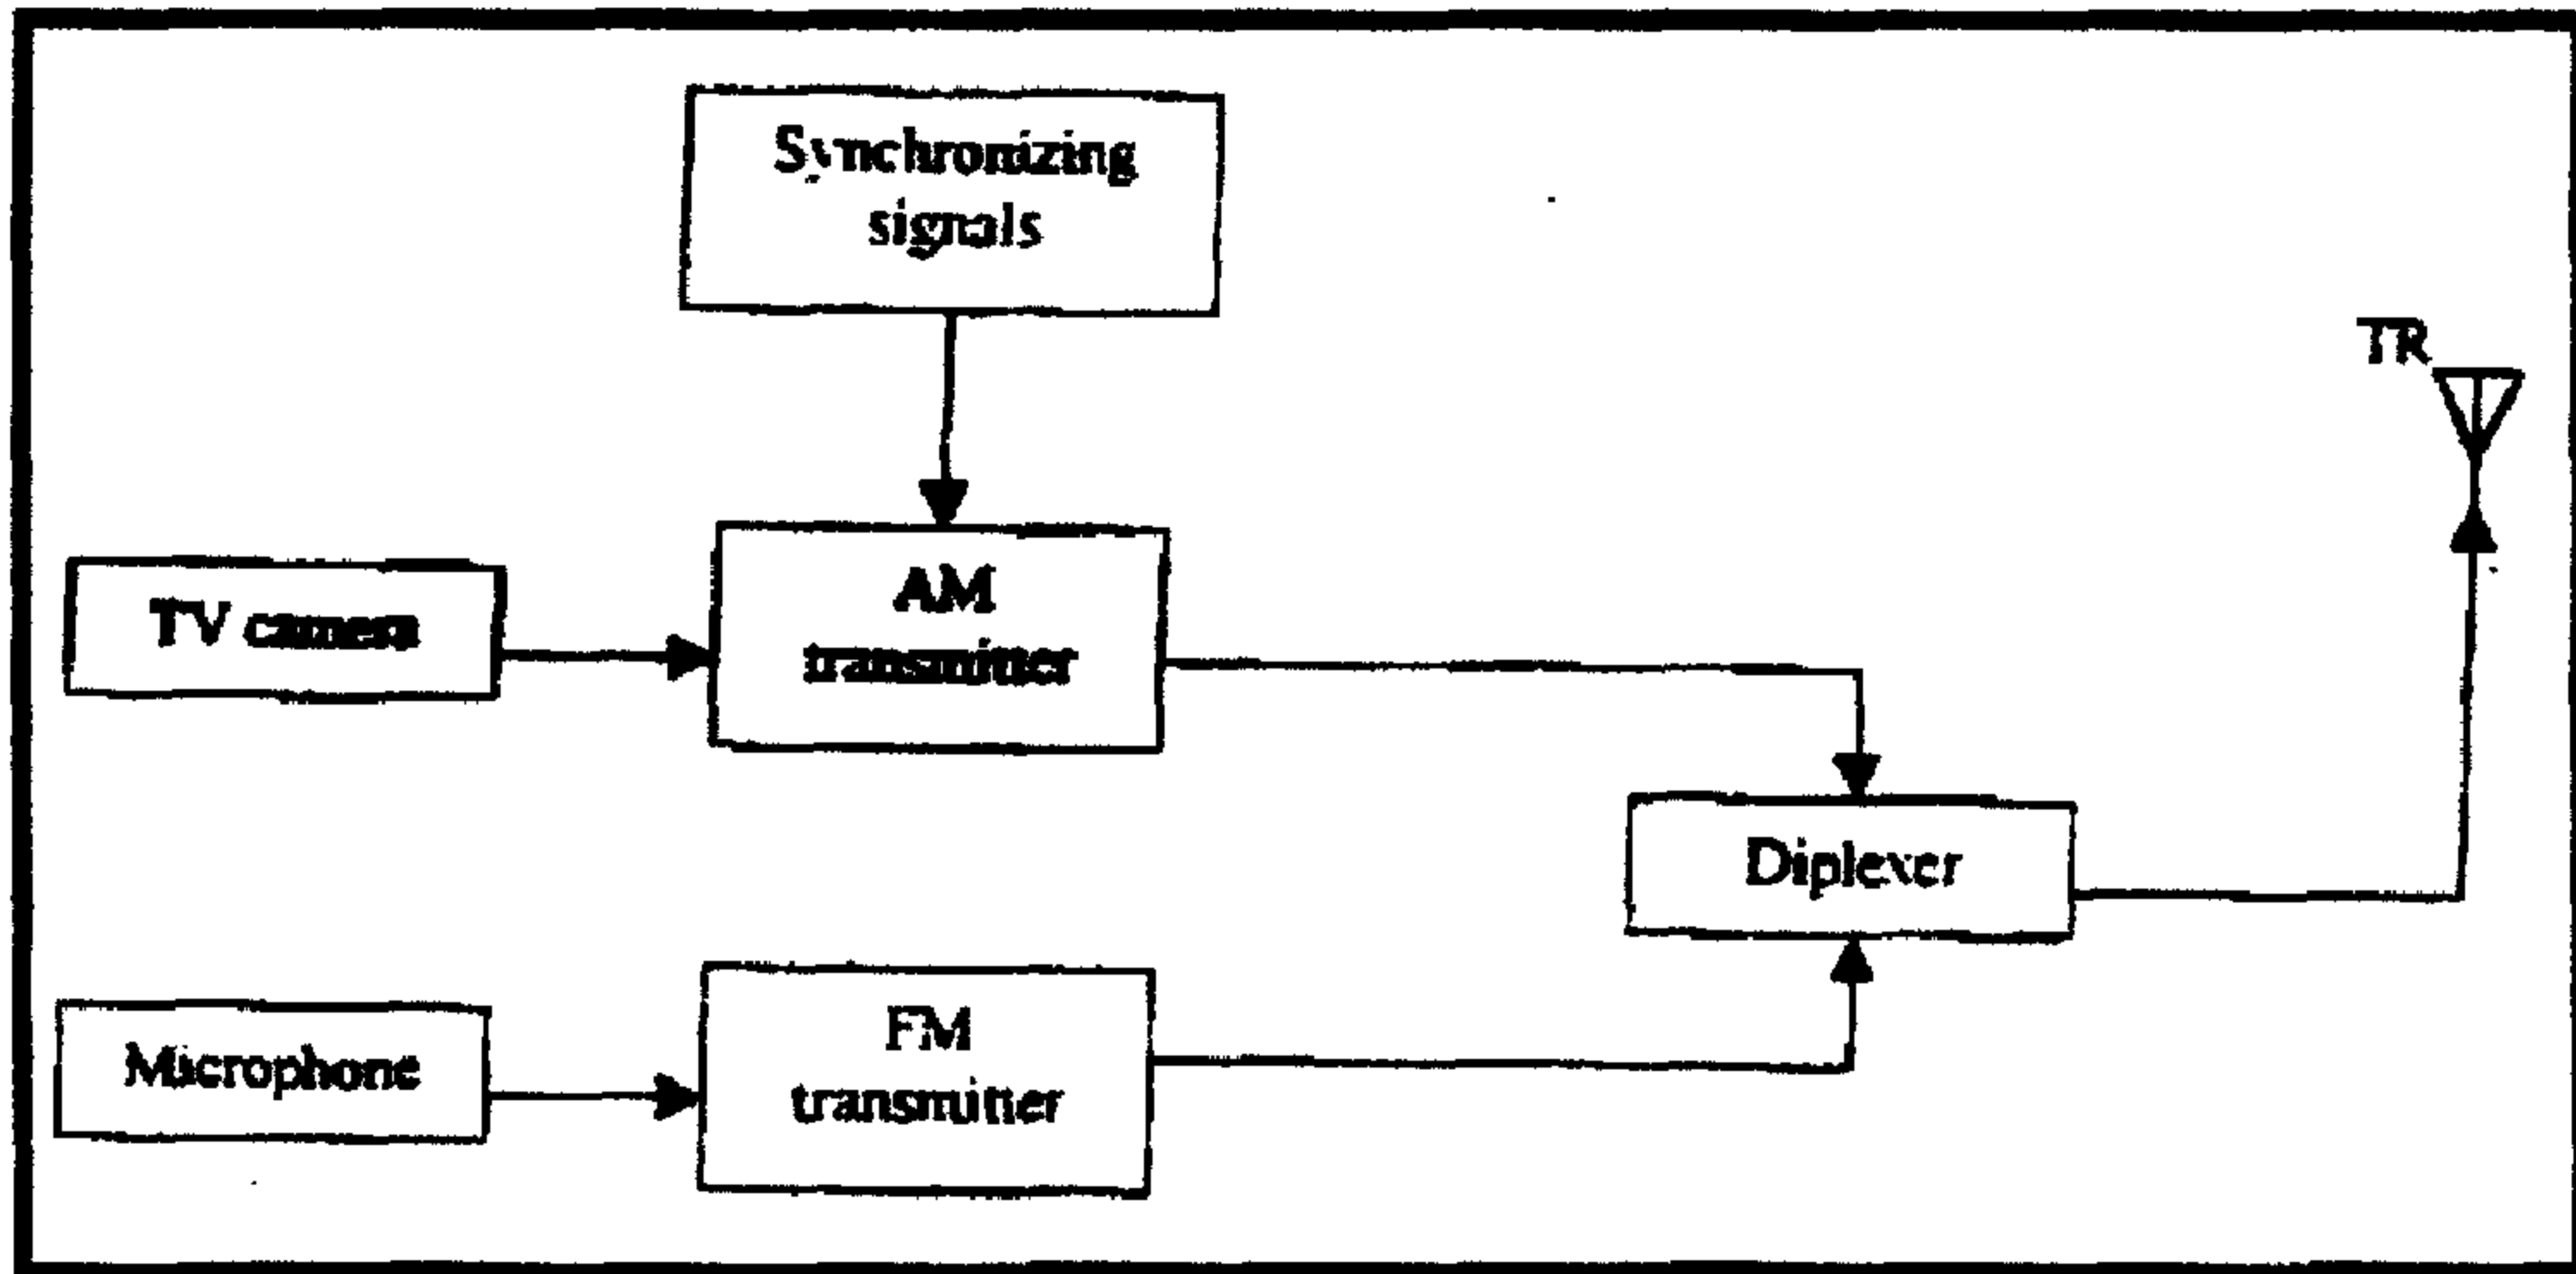 Synchronizing
signals
TR
TV camera
AM
transmitter
Diplexer
Microphone
FM
transmitter